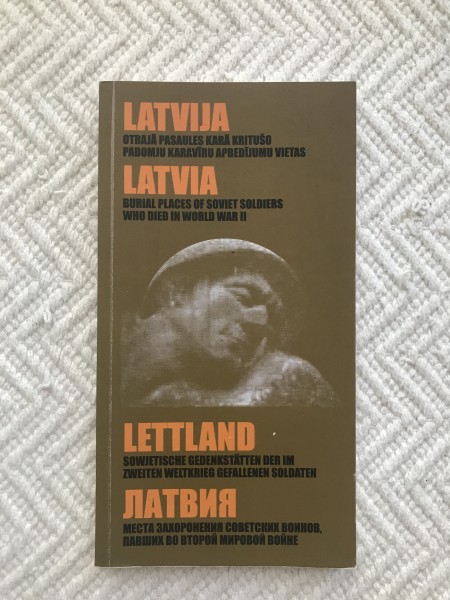 LATVIJA
OTRAJĀ PASAULES KARĀ KRITUŠO
PADOMJU KARAVĪRU APBEDĪJUMU VIETAS
LATVIA
BURIAL PLACES OF SOVIET SOLDIERS
WHO DIED IN WORLD WAR II
LETTLAND
SOWJETISCHE GEDENKSTÄTTEN DER IM
ZWEITEN WELTKRIEG GEFALLENEN SOLDATEN
ЛАТВИЯ
МЕСТА ЗАХОРОНЕНИЯ СОВЕТСКИХ ВОИНОВ,
ПАВШИХ ВО ВТОРОЙ МИРОВОЙ ВОЙНЕ